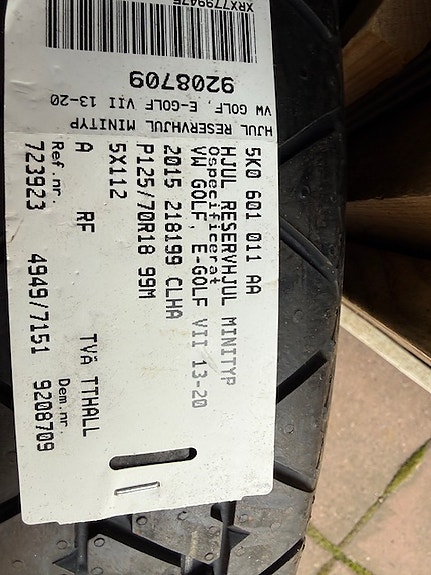 XRX7799475
9208709
VW GOLF, E-GOLF VII 13-20
HJUL RESERVHJUL MINITYP
5K0 601 011 AA
HJUL RESERVHJUL MINITYP
Ospecificerat
VW GOLF, E-GOLF VII 13-20
2015 218199 CLHA
P125/70R18 99M
5X112
A RF TVÄ TTHALL
Ref.nr. Dem.nr.
723923 4949/7151 9208709